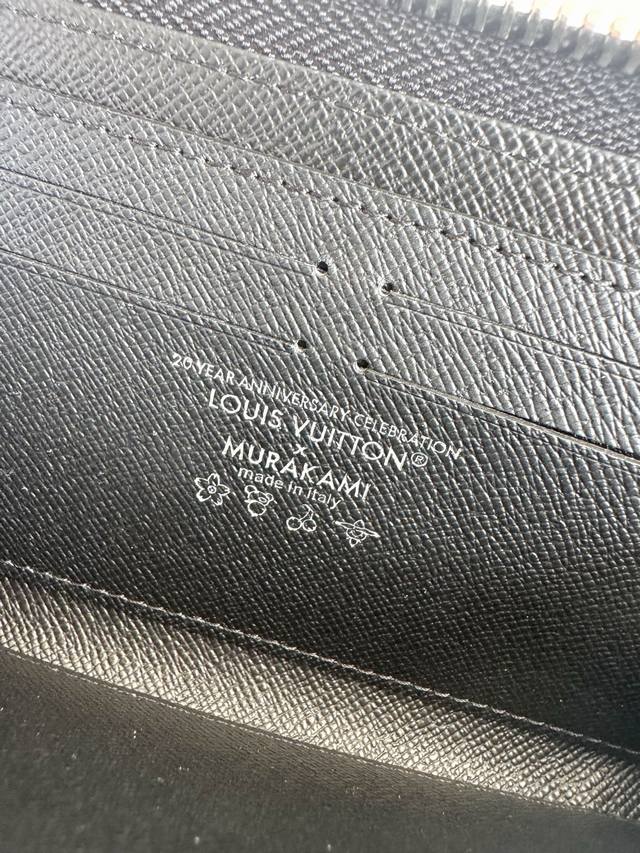 20 YEAR ANNIVERSARY CELEBRATION
LOUIS VUITTON®
x
MURAKAMI
made in italy